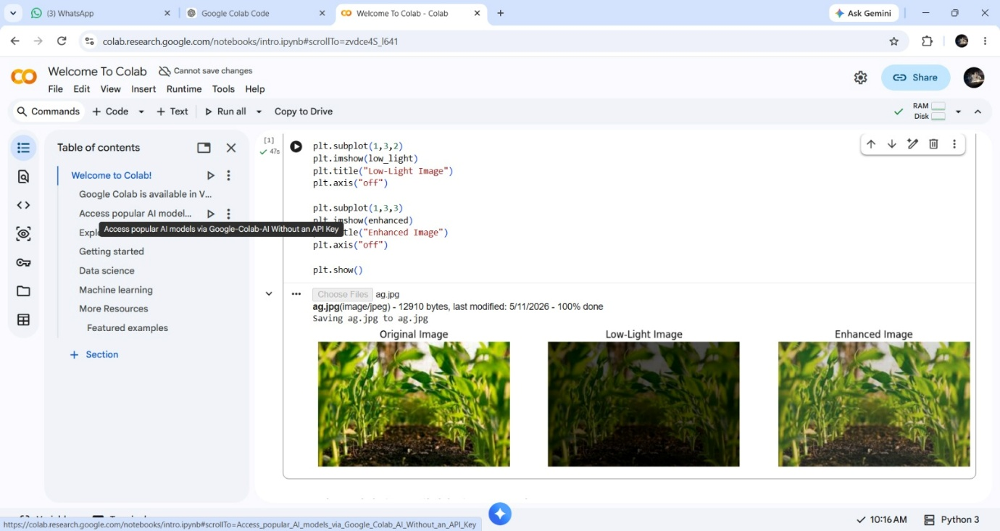 (3) WhatsApp
Google Colab Code
Welcome To Colab - Colab
Ask Gemini
colab.research.google.com/notebooks/intro.ipynb#scrollTo=zvdce4S_l641
Welcome To Colab
Cannot save changes
File Edit View Insert Runtime Tools Help
Share
Commands + Code + Text Run all Copy to Drive
RAM
Disk
Table of contents
Welcome to Colab!
Google Colab is available in V...
Access popular AI model...
Access popular AI models via Google-Colab-AI Without an API Key
Getting started
Data science
Machine learning
More Resources
Featured examples
+ Section
[1]
47s
plt.subplot(1,3,2)
plt.imshow(low_light)
plt.title("Low-Light Image")
plt.axis("off")
plt.subplot(1,3,3)
plt.imshow(enhanced)
tle("Enhanced Image")
plt.axis("off")
plt.show()
Choose Files ag.jpg
ag.jpg(image/jpeg) - 12910 bytes, last modified: 5/11/2026 - 100% done
Saving ag.jpg to ag.jpg
Original Image
Low-Light Image
Enhanced Image
https://colab.research.google.com/notebooks/intro.ipynb#scrollTo=Access_popular_AI_models_via_Google_Colab_AI_Without_an_API_Key
10:16 AM
Python 3